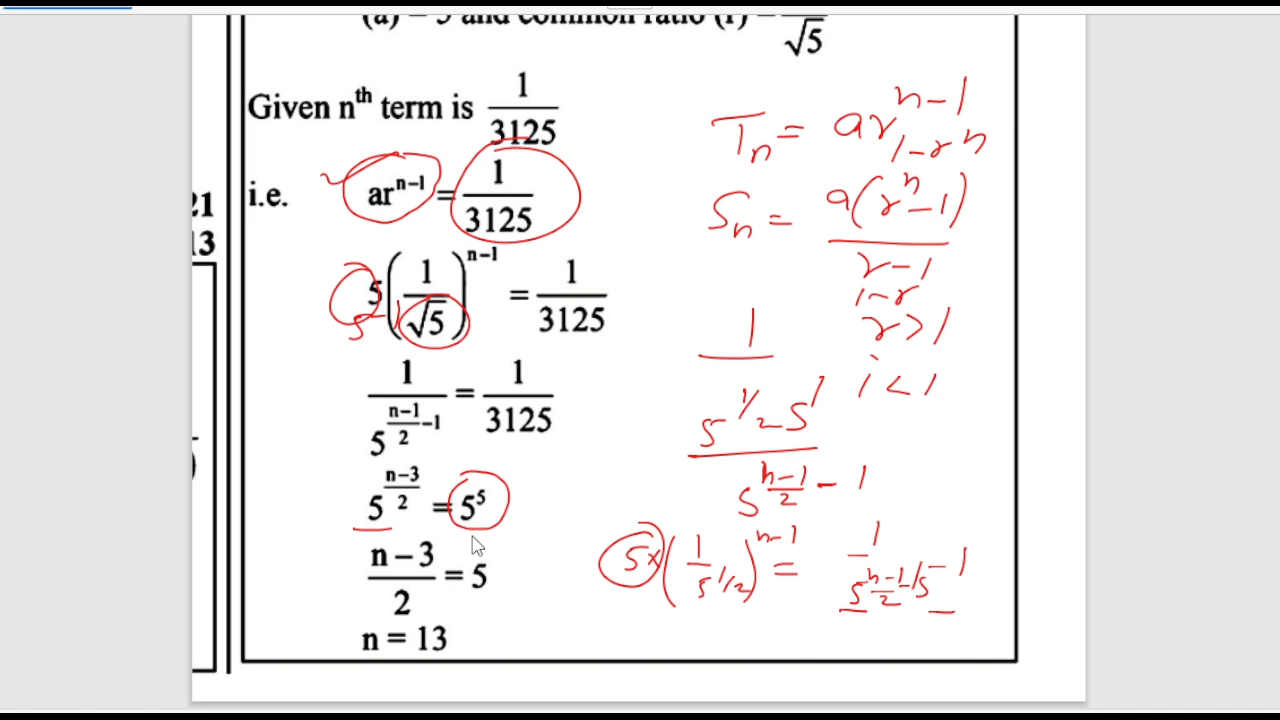 (a) = 5 and common ratio (r) = 1/√5
Given nth term is 1/3125
21
i.e. ar^(n-1) = 1/3125
13
5(1/√5)^(n-1) = 1/3125
5
1/5^((n-1)/2 -1) = 1/3125
5^((n-3)/2) = 5^5
(n-3)/2 = 5
n = 13
Tn = ar^(n-1)
1-r^n
Sn = a(r^n-1)/r-1
1-r
r>1
1<1
1/5^(1/2 - 5^1
5^((n-1)/2) - 1
5×(1/5^(1/2))^(n-1) = 1/5^((n-1)/2)/5^-1